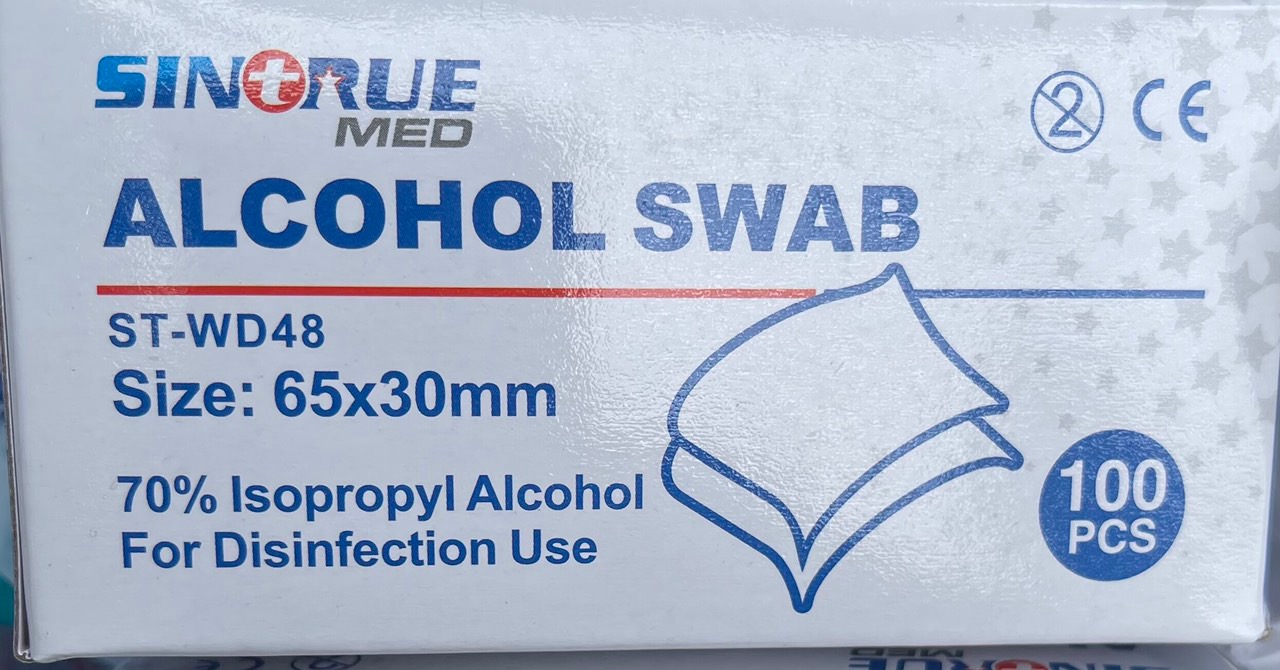 SINTRUE
MED
2
CE
ALCOHOL SWAB
ST-WD48
Size: 65x30mm
70% Isopropyl Alcohol
For Disinfection Use
100
PCS